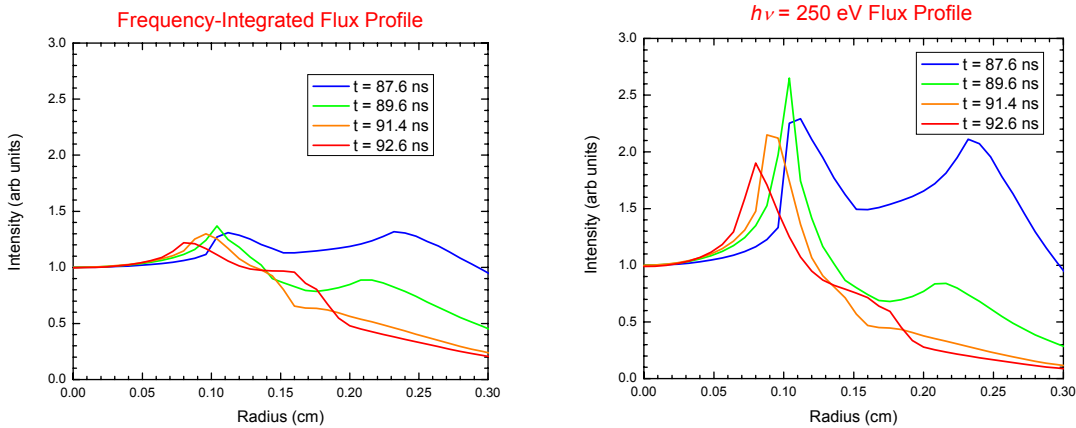 Frequency-Integrated Flux Profile
3.0
2.5
2.0
1.5
1.0
0.5
0.0
Intensity (arb units)
t = 87.6 ns
t = 89.6 ns
t = 91.4 ns
t = 92.6 ns
0.00 0.05 0.10 0.15 0.20 0.25 0.30
Radius (cm)
hν = 250 eV Flux Profile
3.0
2.5
2.0
1.5
1.0
0.5
0.0
Intensity (arb units)
t = 87.6 ns
t = 89.6 ns
t = 91.4 ns
t = 92.6 ns
0.00 0.05 0.10 0.15 0.20 0.25 0.30
Radius (cm)